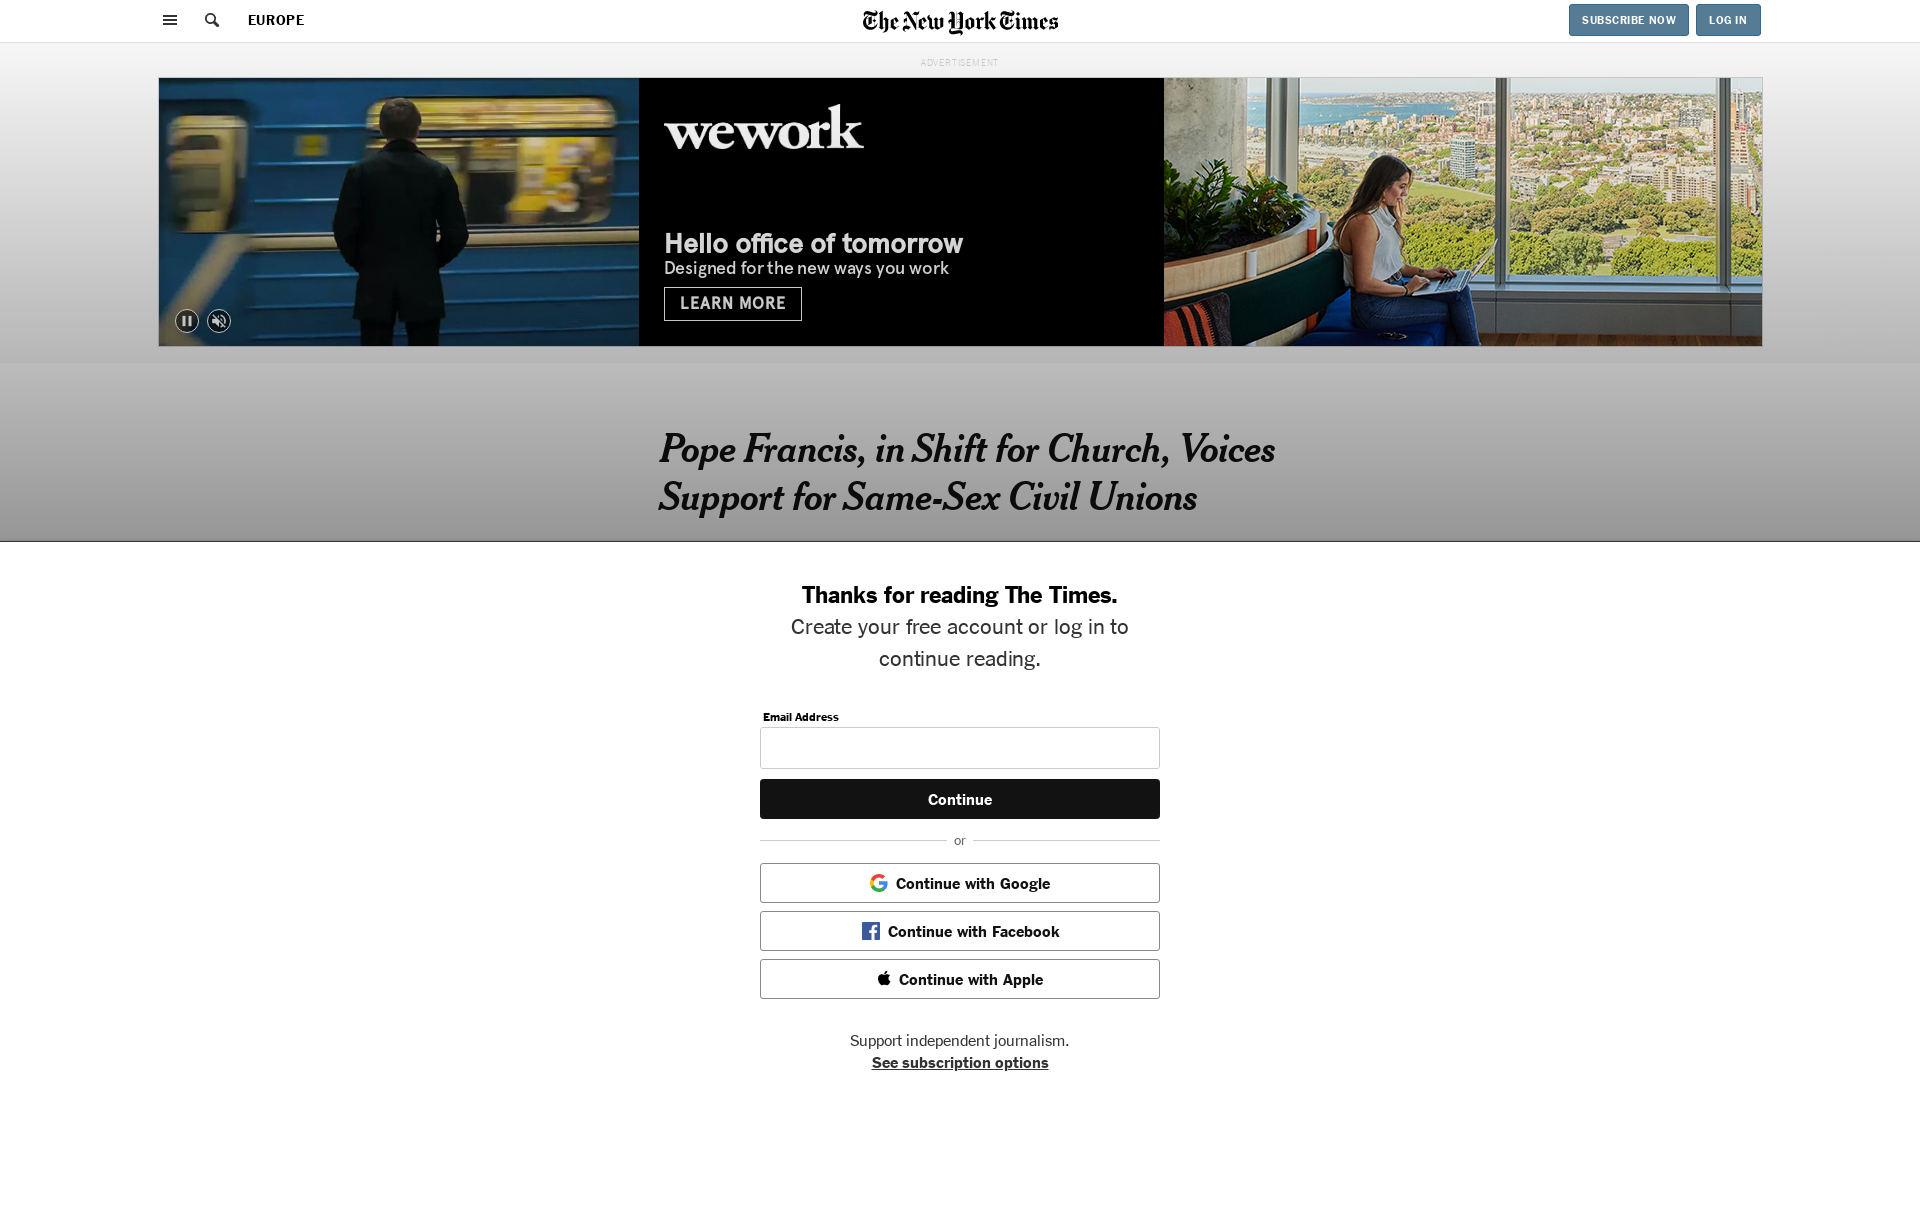 EUROPE
The New York Times
SUBSCRIBE NOW
LOG IN
ADVERTISEMENT
wework
Hello office of tomorrow
Designed for the new ways you work
LEARN MORE
Pope Francis, in Shift for Church, Voices
Support for Same-Sex Civil Unions
Thanks for reading The Times.
Create your free account or log in to
continue reading.
Email Address
Continue
or
Continue with Google
Continue with Facebook
Continue with Apple
Support independent journalism.
See subscription options